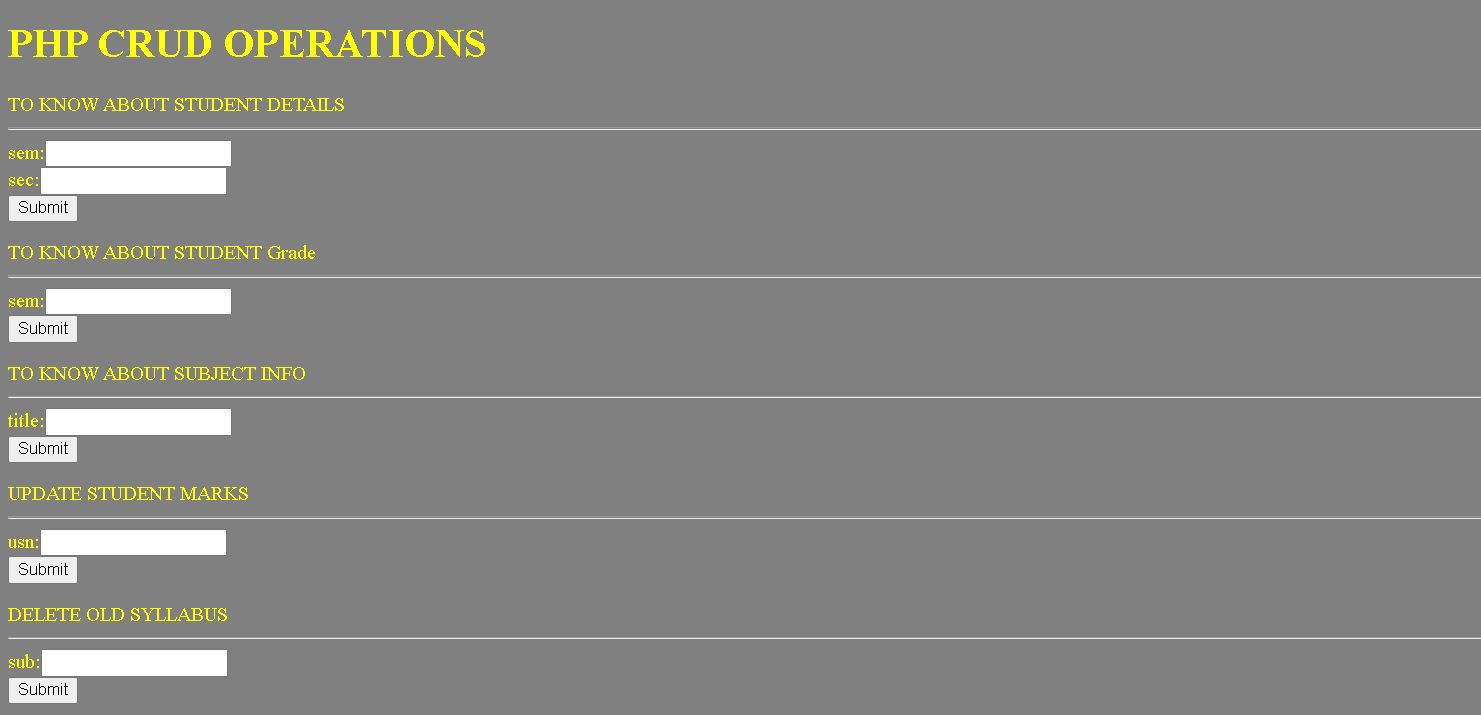 PHP CRUD OPERATIONS
TO KNOW ABOUT STUDENT DETAILS
sem:
sec:
Submit
TO KNOW ABOUT STUDENT Grade
sem:
Submit
TO KNOW ABOUT SUBJECT INFO
title:
Submit
UPDATE STUDENT MARKS
usn:
Submit
DELETE OLD SYLLABUS
sub:
Submit